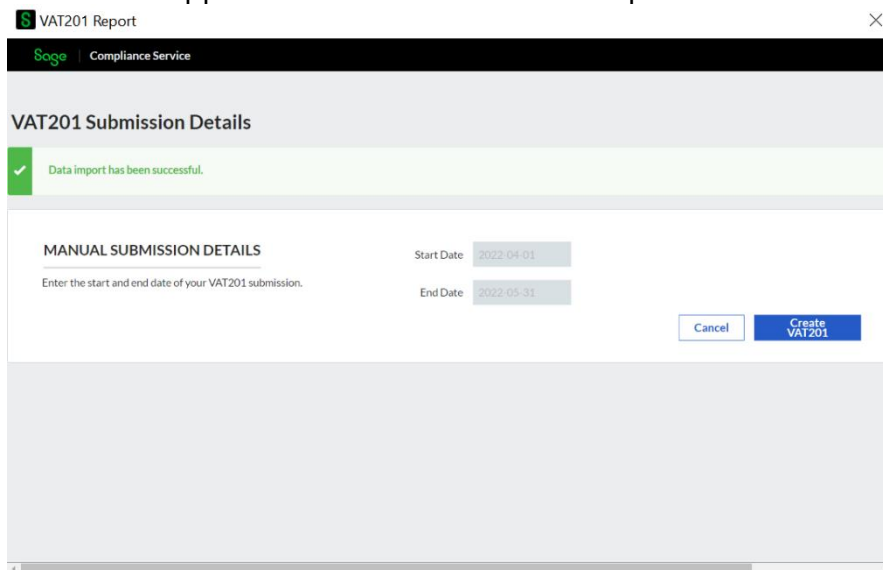 VAT201 Report
Sage Compliance Service
VAT201 Submission Details
Data import has been successful.
MANUAL SUBMISSION DETAILS
Enter the start and end date of your VAT201 submission.
Start Date 2022-04-01
End Date 2022-05-31
Cancel
Create
VAT201